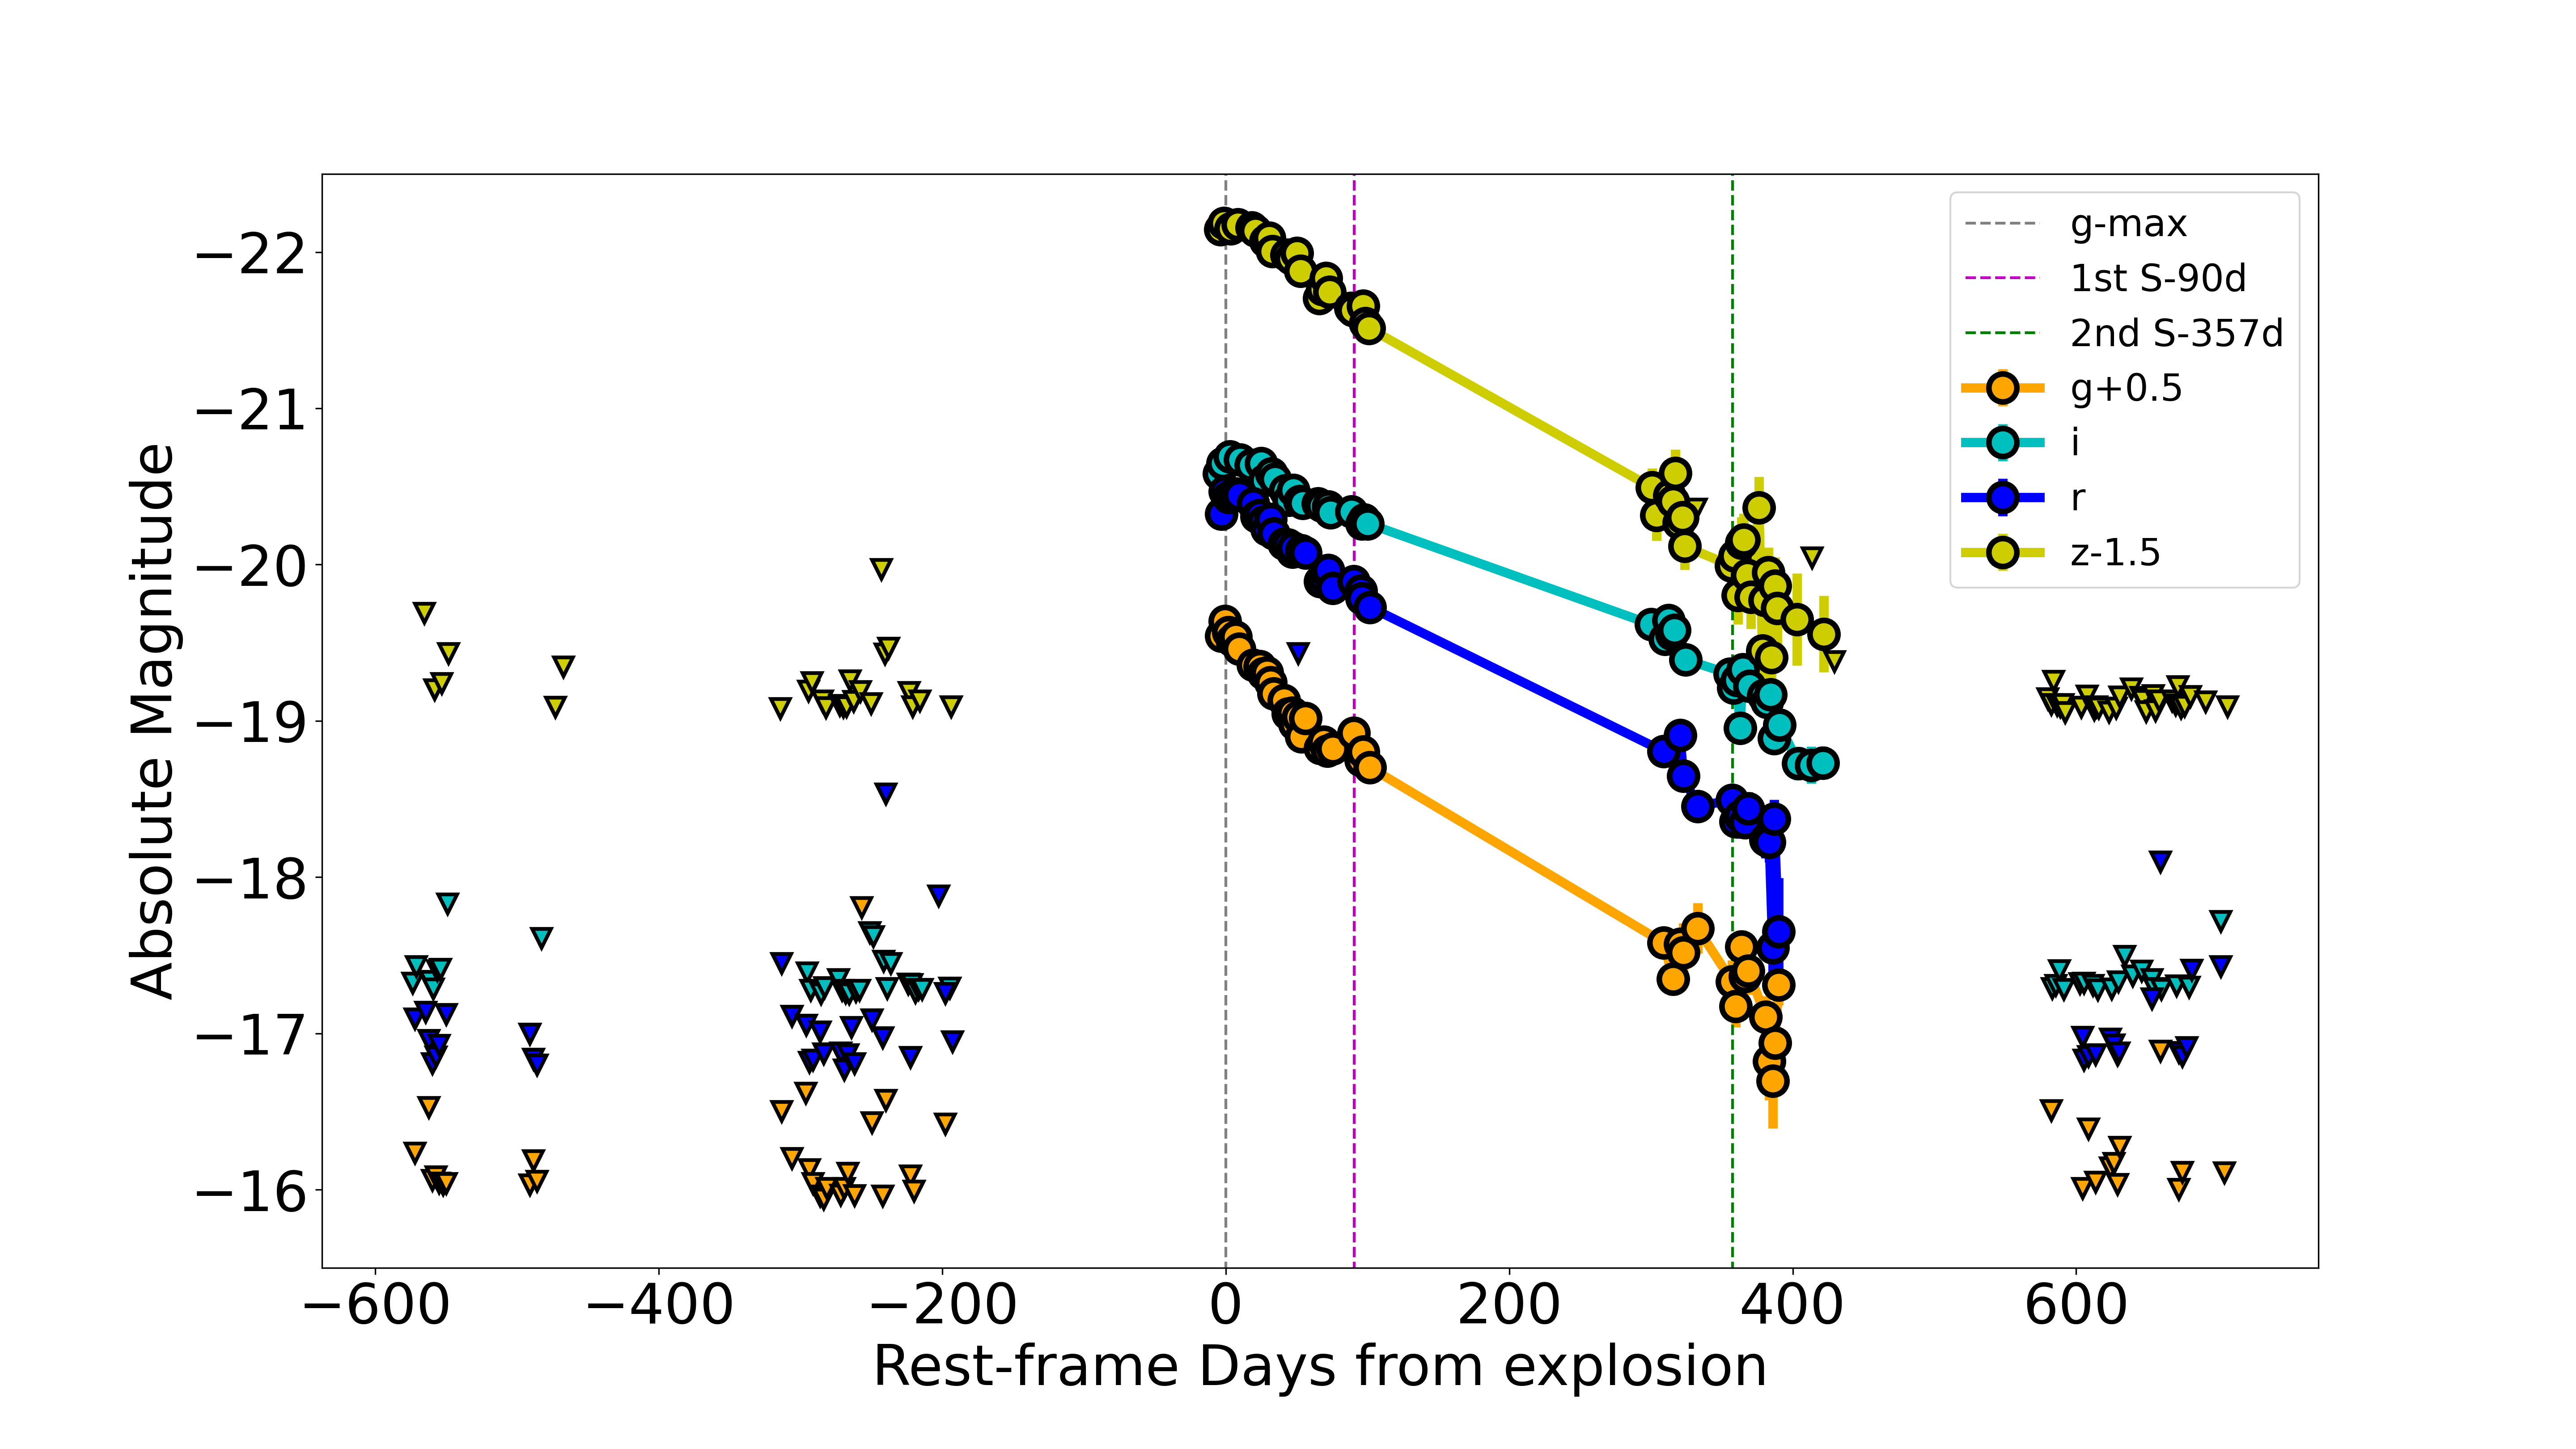 Absolute Magnitude
−22
−21
−20
−19
−18
−17
−16
g-max
1st S-90d
2nd S-357d
g+0.5
i
r
z-1.5
−600
−400
−200
0
200
400
600
Rest-frame Days from explosion